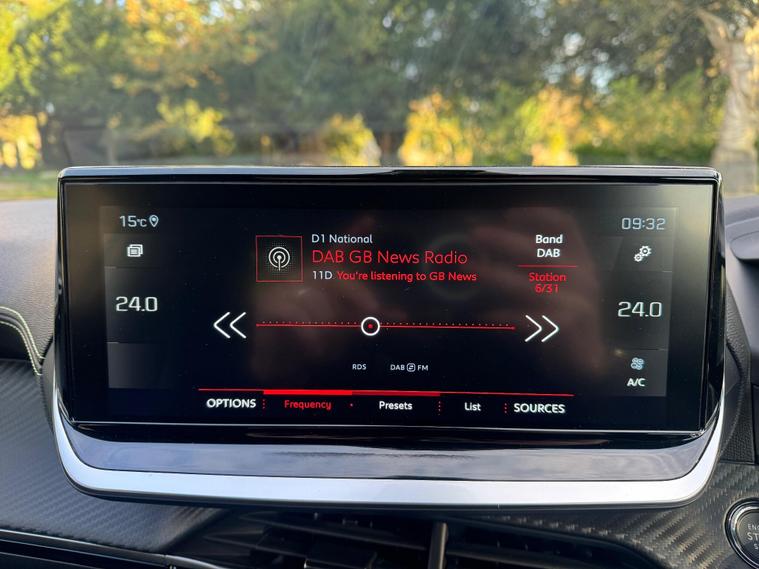 15°C
09:32
D1 National
DAB GB News Radio
11D You're listening to GB News
Band
DAB
Station
6/31
24.0
24.0
RDS
DAB FM
A/C
OPTIONS
Frequency
Presets
List
SOURCES